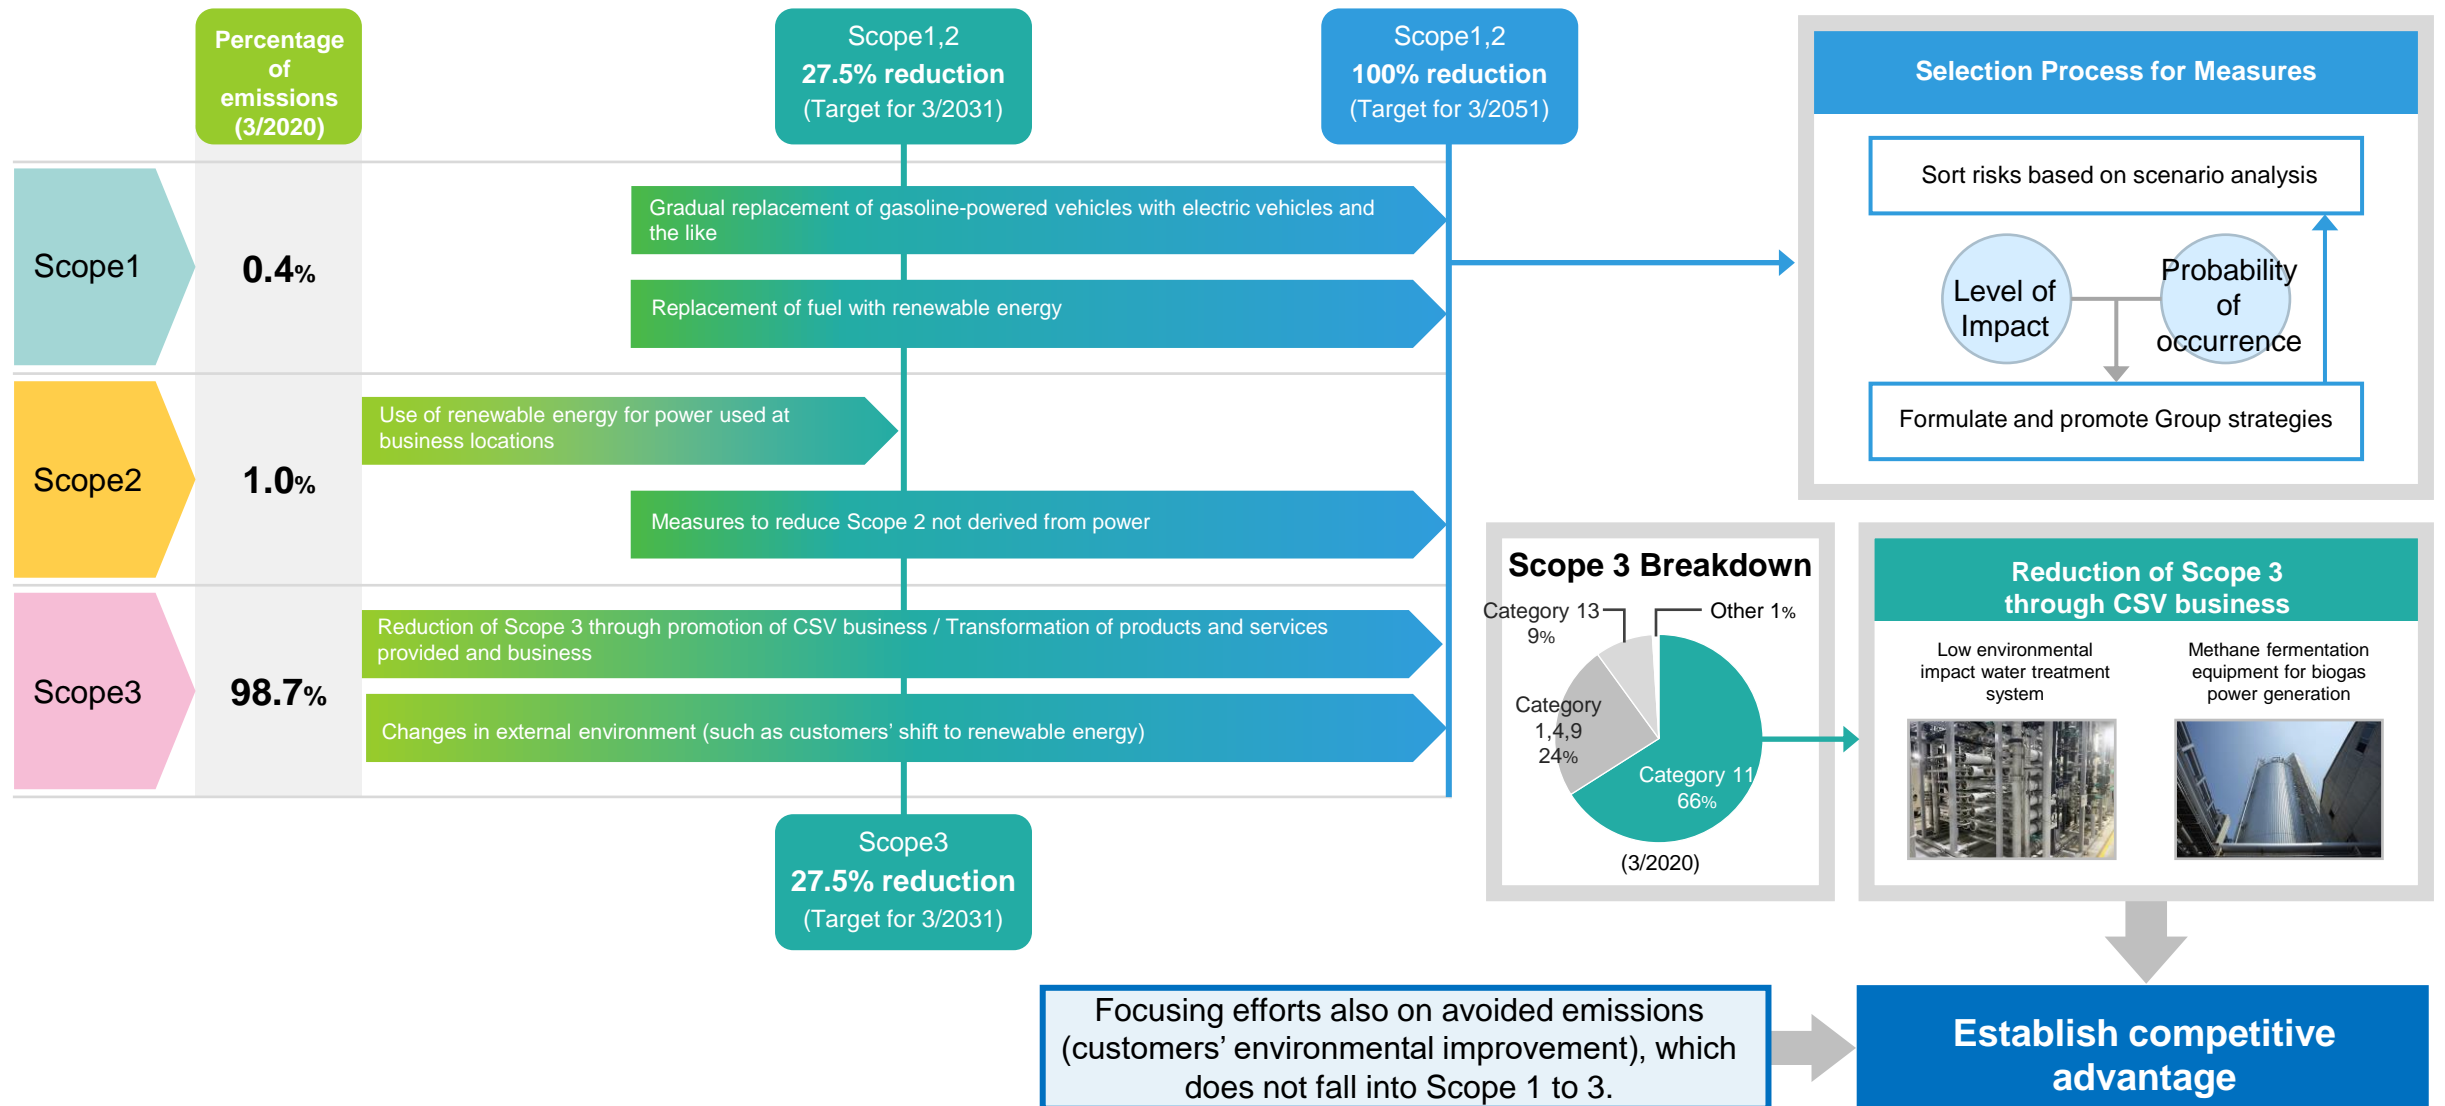 Percentage
of
emissions
(3/2020)
Scope1,2
27.5% reduction
(Target for 3/2031)
Scope1,2
100% reduction
(Target for 3/2051)
Scope1
0.4%
Gradual replacement of gasoline-powered vehicles with electric vehicles and
the like
Replacement of fuel with renewable energy
Scope2
1.0%
Use of renewable energy for power used at
business locations
Measures to reduce Scope 2 not derived from power
Scope3
98.7%
Reduction of Scope 3 through promotion of CSV business / Transformation of products and services
provided and business
Changes in external environment (such as customers’ shift to renewable energy)
Scope3
27.5% reduction
(Target for 3/2031)
Selection Process for Measures
Sort risks based on scenario analysis
Level of
Impact
Probability
of
occurrence
Formulate and promote Group strategies
Scope 3 Breakdown
Category 13
9%
Other 1%
Category
1,4,9
24%
Category 11
66%
(3/2020)
Reduction of Scope 3
through CSV business
Low environmental
impact water treatment
system
Methane fermentation
equipment for biogas
power generation
Focusing efforts also on avoided emissions
(customers’ environmental improvement), which
does not fall into Scope 1 to 3.
Establish competitive
advantage